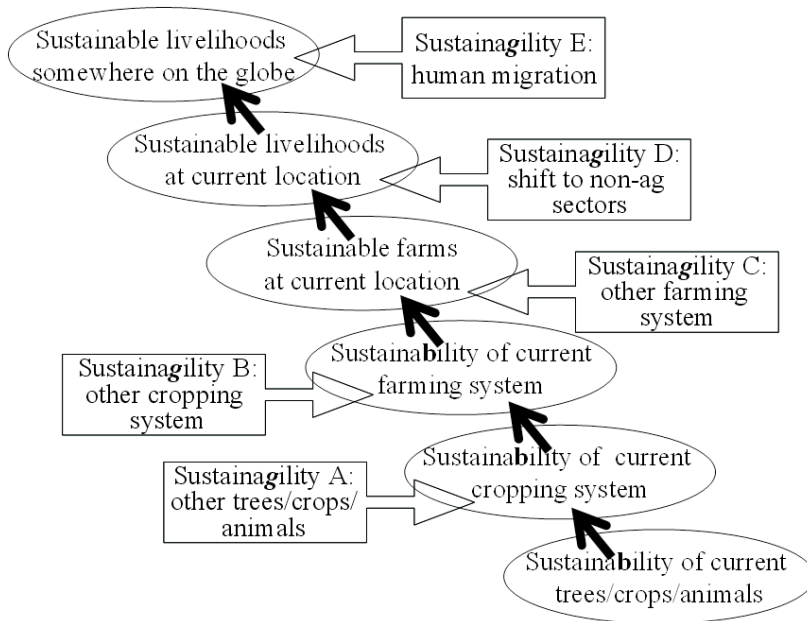 Sustainable livelihoods
somewhere on the globe
Sustainagility E:
human migration
Sustainable livelihoods
at current location
Sustainagility D:
shift to non-ag
sectors
Sustainable farms
at current location
Sustainagility C:
other farming
system
Sustainability of current
farming system
Sustainagility B:
other cropping
system
Sustainability of current
cropping system
Sustainagility A:
other trees/crops/
animals
Sustainability of current
trees/crops/animals